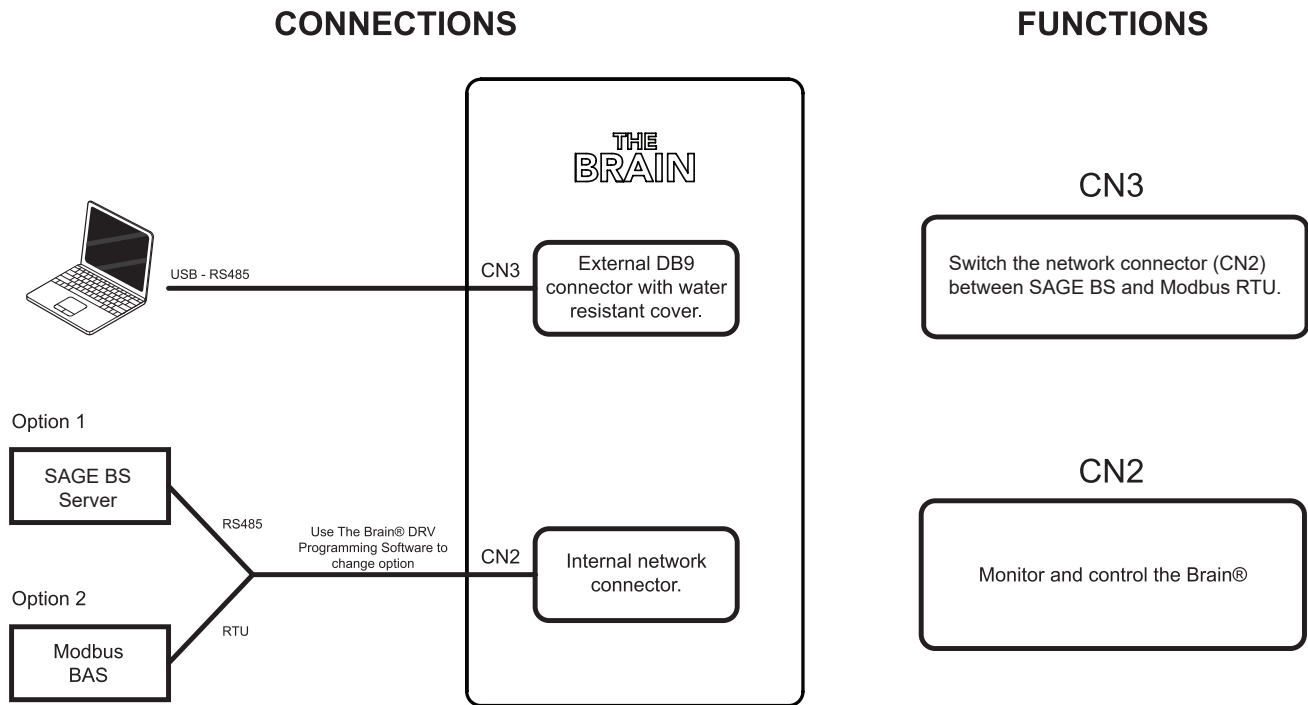 CONNECTIONS
FUNCTIONS
THE
BRAIN
USB - RS485
CN3
External DB9
connector with water
resistant cover.
CN3
Switch the network connector (CN2)
between SAGE BS and Modbus RTU.
Option 1
SAGE BS
Server
RS485
Use The Brain® DRV
Programming Software to
change option
CN2
Internal network
connector.
CN2
Monitor and control the Brain®
Option 2
Modbus
BAS
RTU